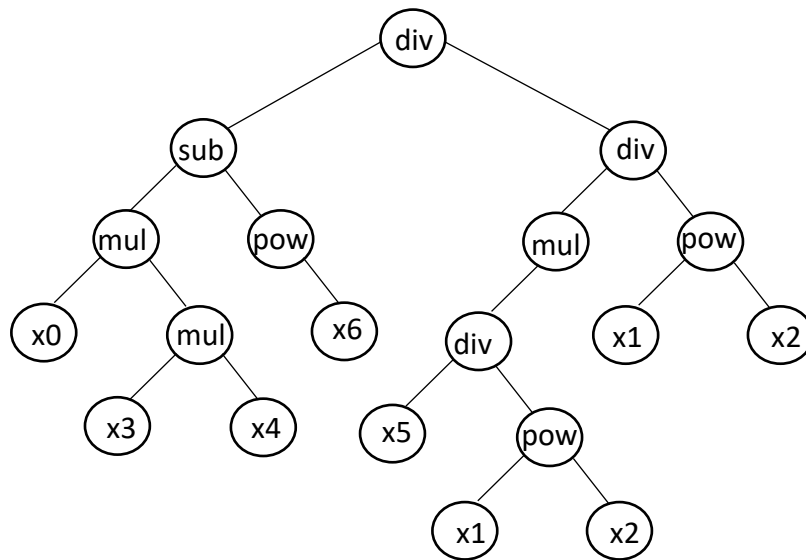 div
sub div
mul pow mul pow
x0 mul x6 div x1 x2
x3 x4 x5 pow
x1 x2